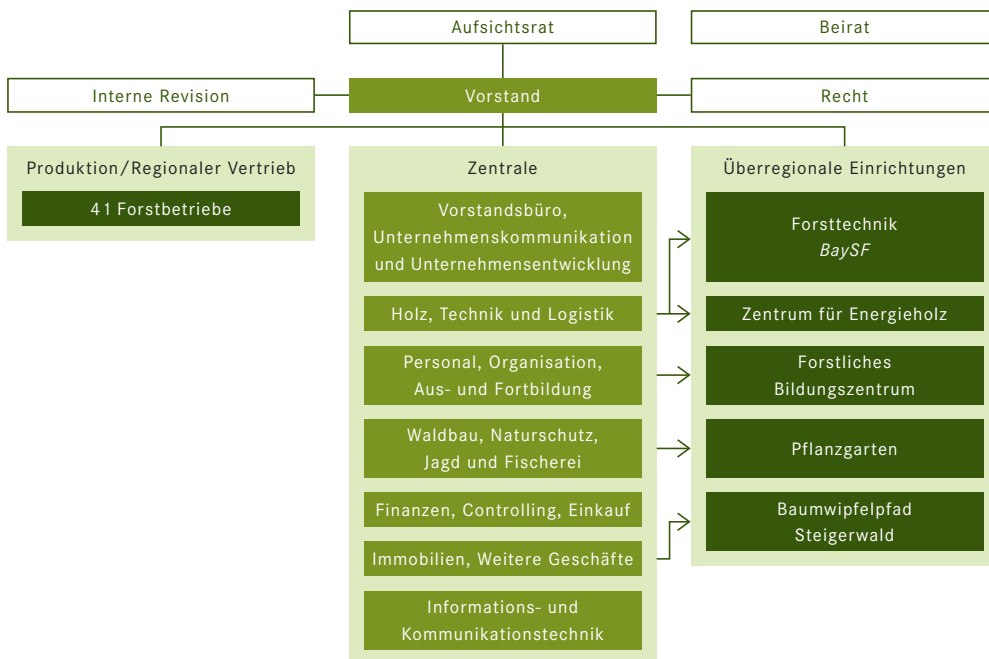 Aufsichtsrat
Beirat
Interne Revision
Vorstand
Recht
Produktion/Regionaler Vertrieb
41 Forstbetriebe
Zentrale
Vorstandsbüro,
Unternehmenskommunikation
und Unternehmensentwicklung
Holz, Technik und Logistik
Personal, Organisation,
Aus- und Fortbildung
Waldbau, Naturschutz,
Jagd und Fischerei
Finanzen, Controlling, Einkauf
Immobilien, Weitere Geschäfte
Informations- und
Kommunikationstechnik
Überregionale Einrichtungen
Forsttechnik
BaySF
Zentrum für Energieholz
Forstliches
Bildungszentrum
Pflanzgarten
Baumwipfelpfad
Steigerwald